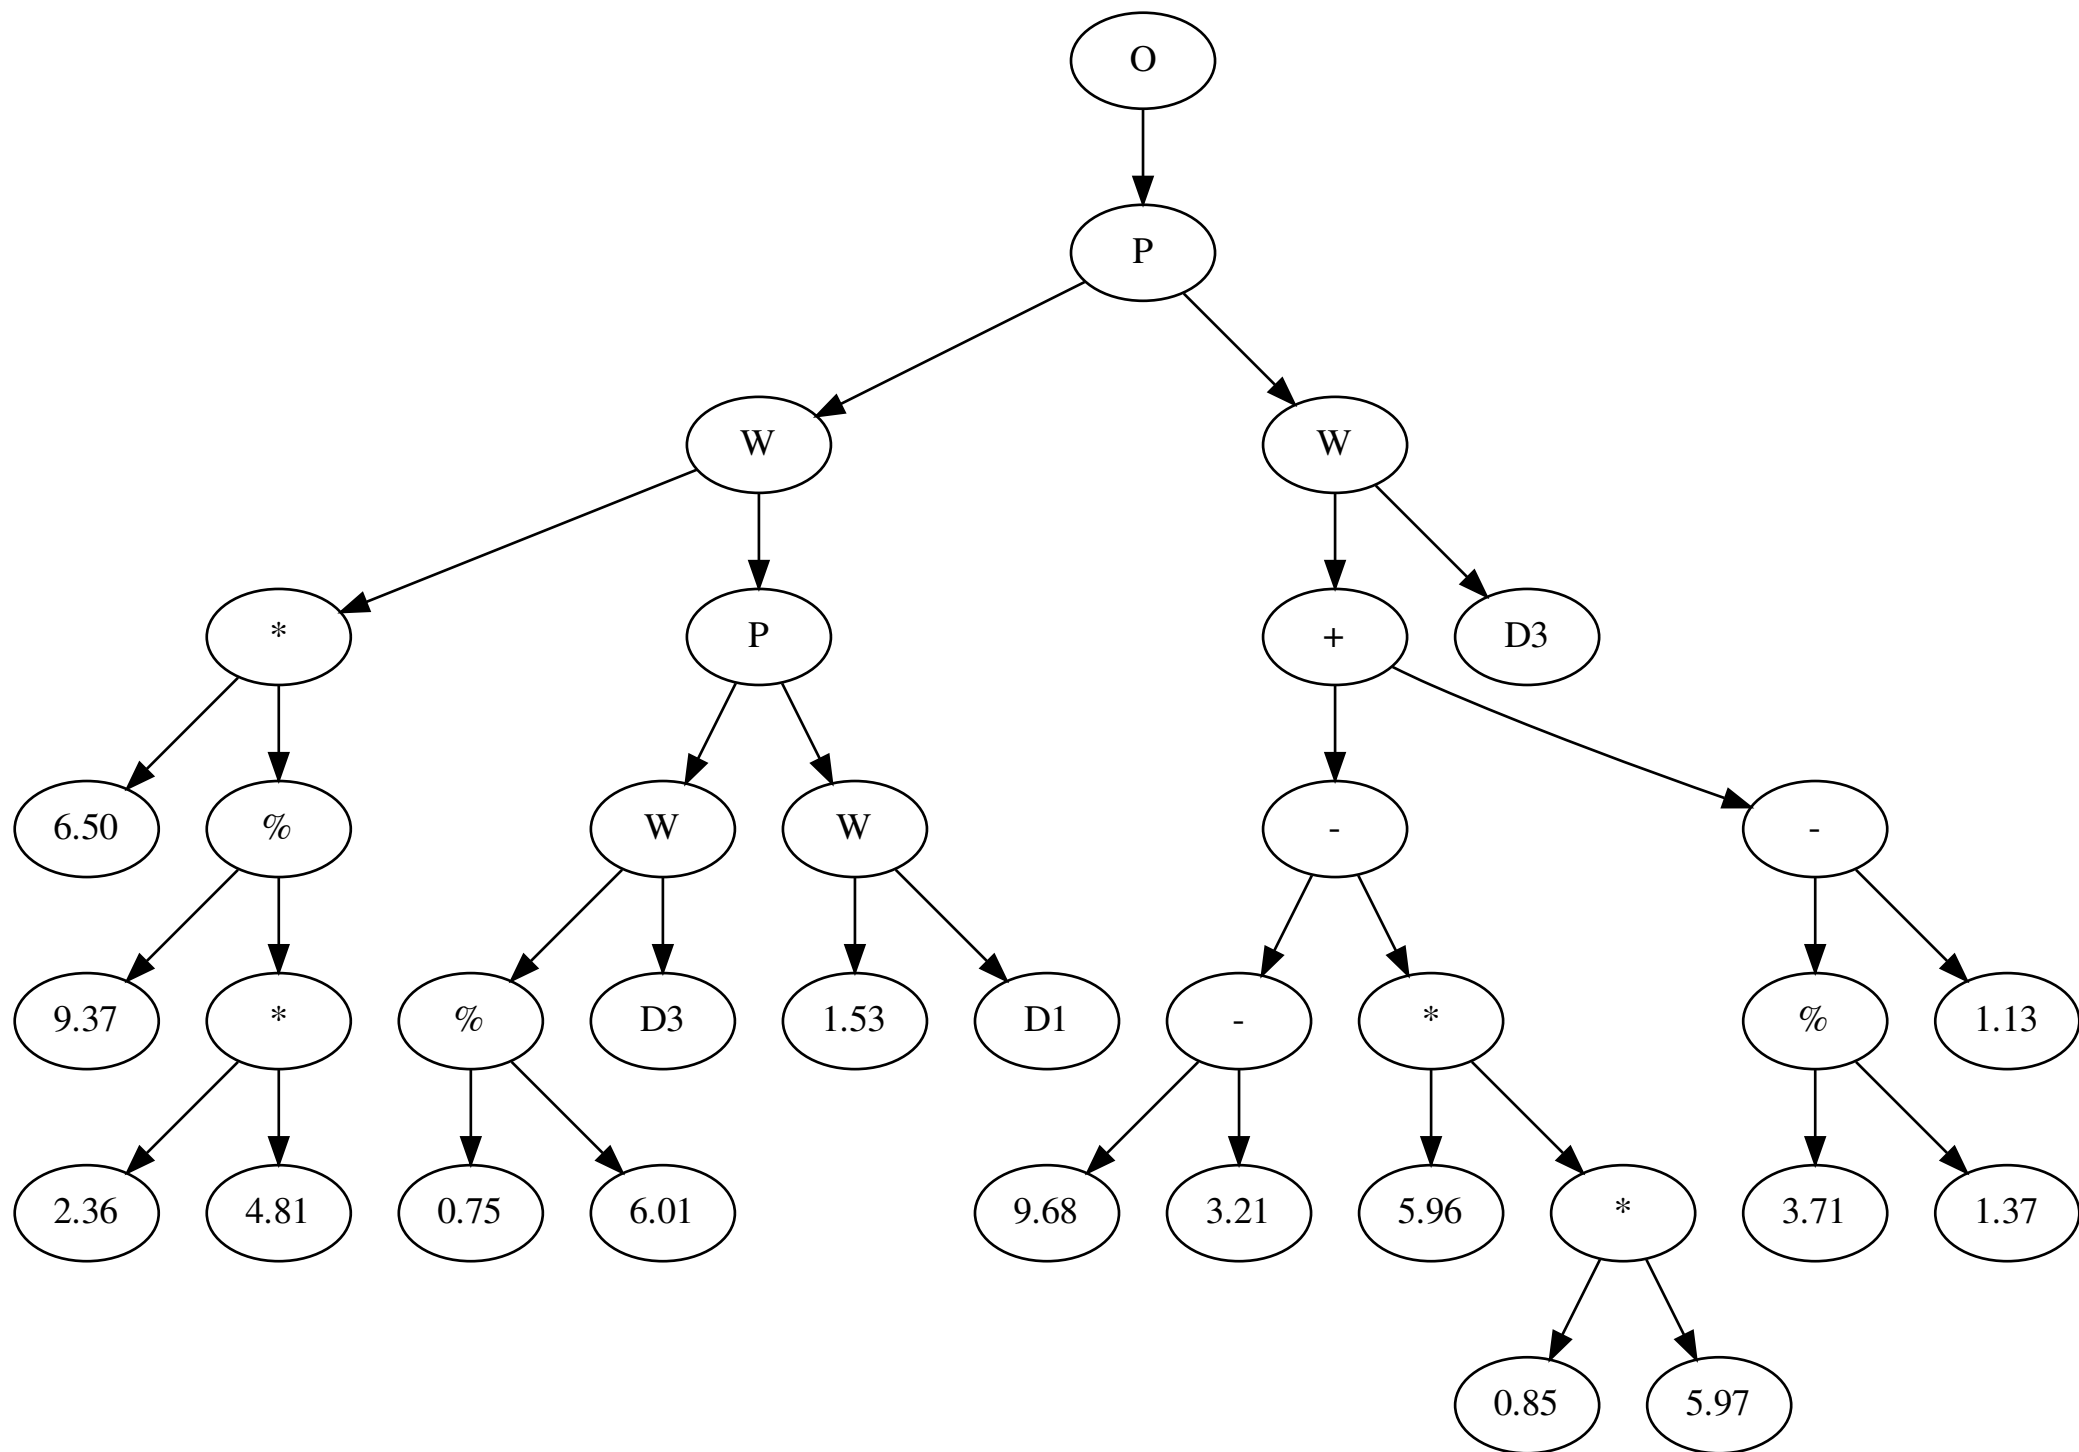 O
P
W W
* P + D3
6.50 % W W - -
9.37 * % D3 1.53 D1 - * % 1.13
2.36 4.81 0.75 6.01 9.68 3.21 5.96 * 3.71 1.37
0.85 5.97